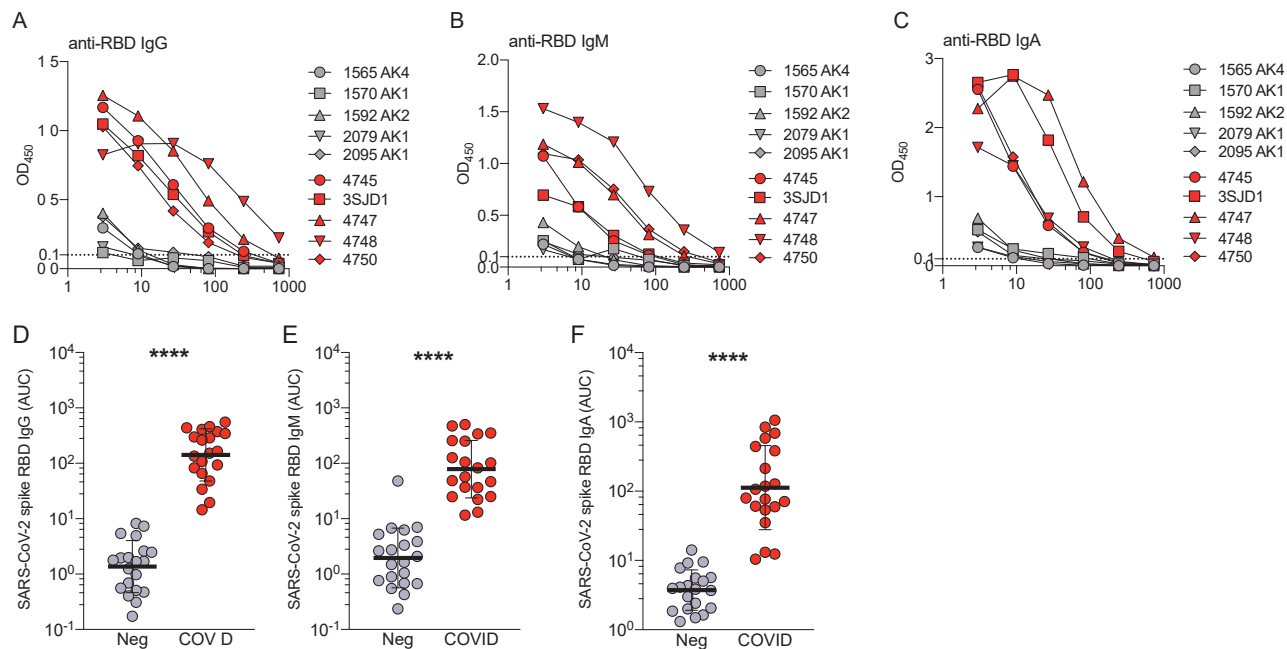 A
anti-RBD IgG
OD450
1.5
1.0
0.5
0.1
0.0
1
10
100
1000
1565 AK4
1570 AK1
1592 AK2
2079 AK1
2095 AK1
4745
3SJD1
4747
4748
4750
B
anti-RBD IgM
2.0
1.5
1.0
0.5
0.1
0.0
1
10
100
1000
1565 AK4
1570 AK1
1592 AK2
2079 AK1
2095 AK1
4745
3SJD1
4747
4748
4750
C
anti-RBD IgA
OD450
3
2
1
0.1
0
1
10
100
1000
1565 AK4
1570 AK1
1592 AK2
2079 AK1
2095 AK1
4745
3SJD1
4747
4748
4750
D
SARS-CoV-2 spike RBD IgG (AUC)
10^4
10^3
10^2
10^1
10^0
10^-1
****
Neg
COV D
E
SARS-CoV-2 spike RBD IgM (AUC)
10^4
10^3
10^2
10^1
10^0
10^-1
****
Neg
COVID
F
SARS-CoV-2 spike RBD IgA (AUC)
10^4
10^3
10^2
10^1
10^0
****
Neg
COVID